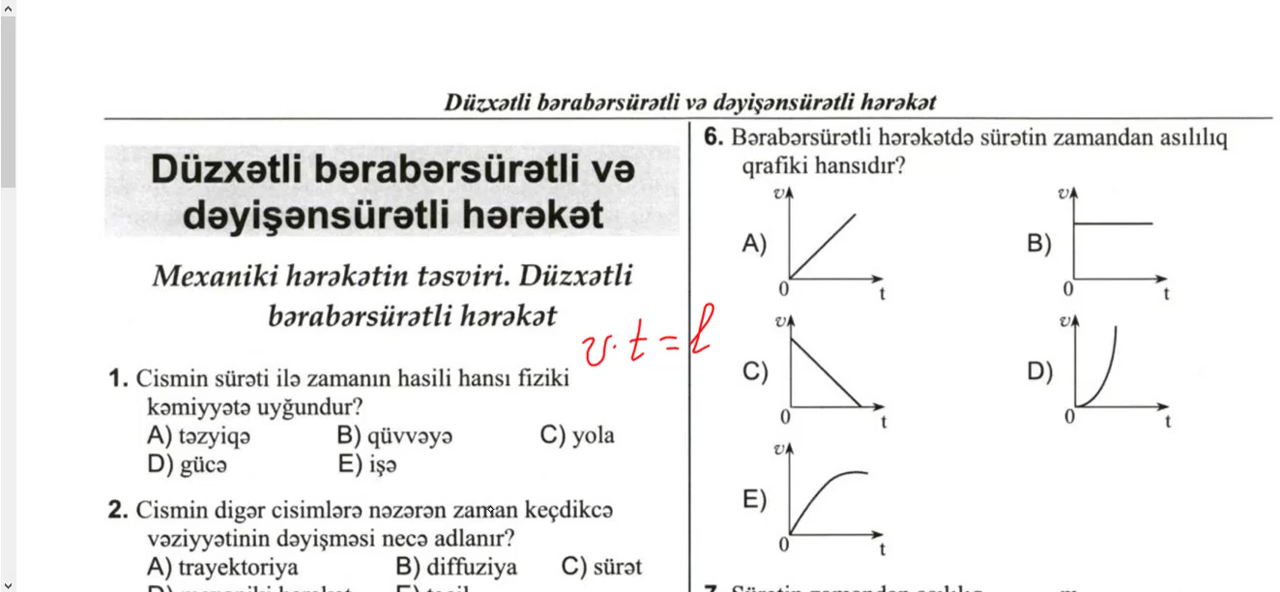 Düzxətli bərabərsürətli və dəyişənsürətli hərəkət
Düzxətli bərabərsürətli və
dəyişənsürətli hərəkət
Mexaniki hərəkətin təsviri. Düzxətli
bərabərsürətli hərəkət
v·t=l
1. Cismin sürəti ilə zamanın hasili hansı fiziki
kəmiyyətə uyğundur?
A) təzyiqə B) qüvvəyə C) yola
D) gücə E) işə
2. Cismin digər cisimlərə nəzərən zaman keçdikcə
vəziyyətinin dəyişməsi necə adlanır?
A) trayektoriya B) diffuziya C) sürət
6. Bərabərsürətli hərəkətdə sürətin zamandan asılılıq
qrafiki hansıdır?
A) v 0 t
B) v 0 t
C) v 0 t
D) v 0 t
E) v 0 t